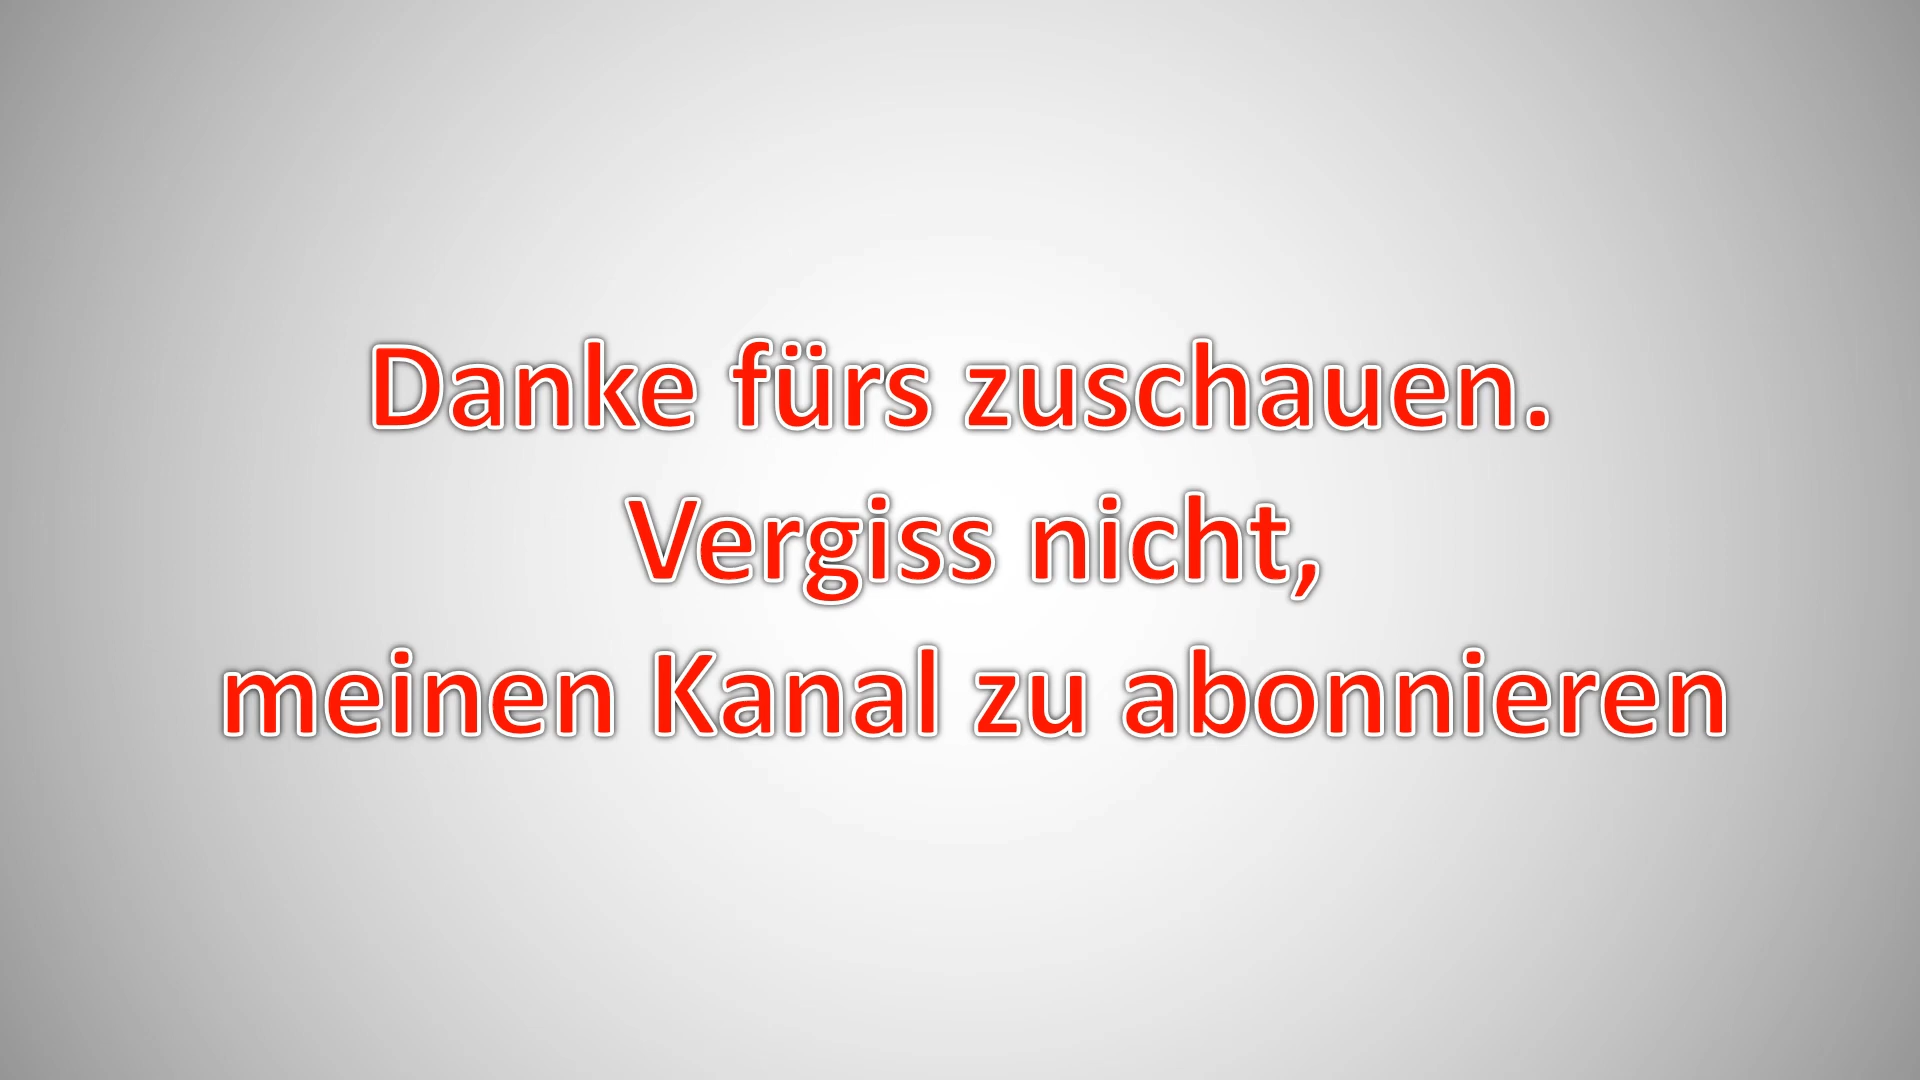 Danke fürs zuschauen.
Vergiss nicht,
meinen Kanal zu abonnieren